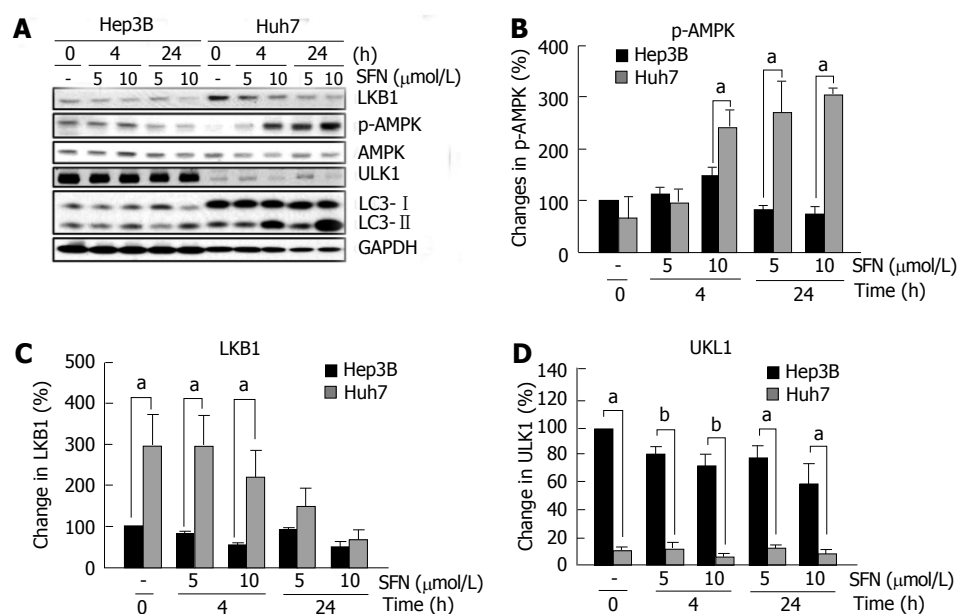 A
Hep3B Huh7
0 4 24 0 4 24 (h)
- 5 10 5 10 - 5 10 5 10 SFN (μmol/L)
LKB1
p-AMPK
AMPK
ULK1
LC3- Ⅰ
LC3- Ⅱ
GAPDH
B
p-AMPK
Changes in p-AMPK (%)
400
300
200
100
0
Hep3B
Huh7
a
a
a
- 5 10 5 10 SFN (μmol/L)
0 4 24 Time (h)
C
LKB1
Change in LKB1 (%)
500
400
300
200
100
0
Hep3B
Huh7
a
a
a
- 5 10 5 10 SFN (μmol/L)
0 4 24 Time (h)
D
UKL1
Change in ULK1 (%)
140
120
100
80
60
40
20
0
Hep3B
Huh7
a
b
b
a
a
- 5 10 5 10 SFN (μmol/L)
0 4 24 Time (h)